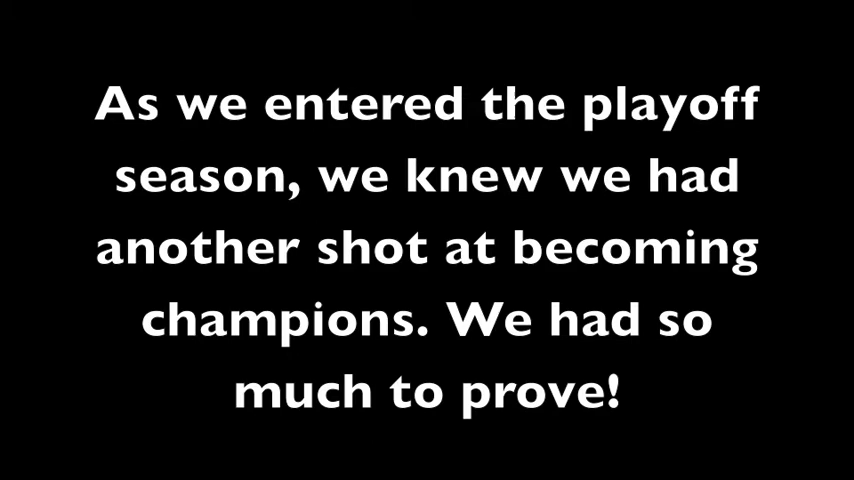 As we entered the playoff
season, we knew we had
another shot at becoming
champions. We had so
much to prove!